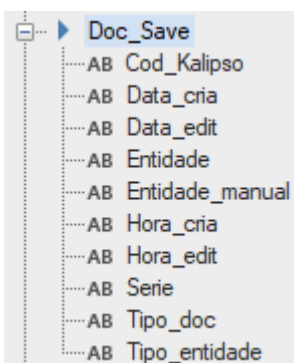 Doc_Save
AB Cod_Kalipso
AB Data_cria
AB Data_edit
AB Entidade
AB Entidade_manual
AB Hora_cria
AB Hora_edit
AB Serie
AB Tipo_doc
AB Tipo_entidade